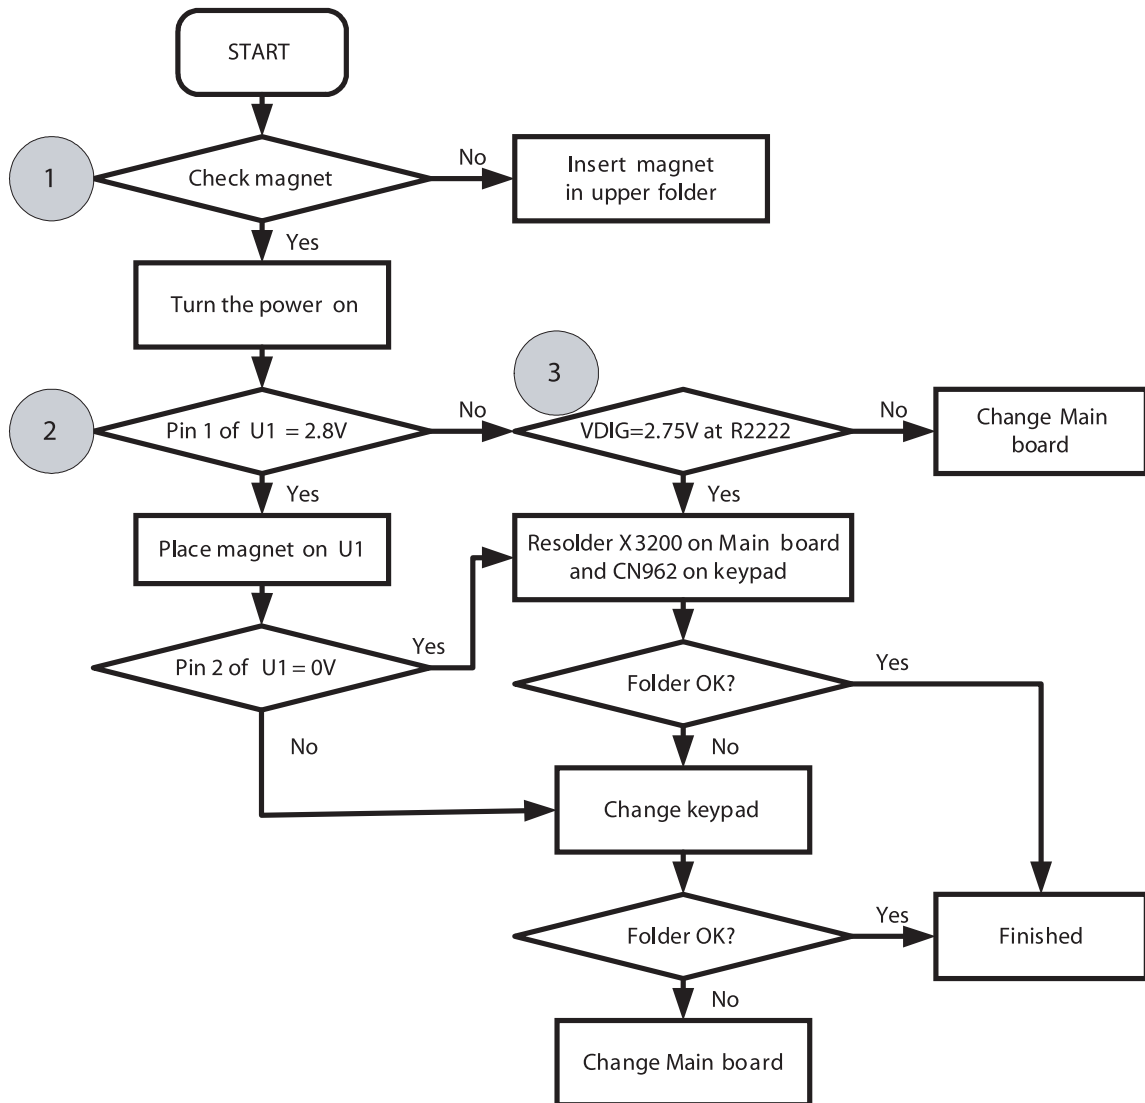 START
1
Check magnet
No
Insert magnet
in upper folder
Yes
Turn the power on
3
2
Pin 1 of U1 = 2.8V
No
VDIG=2.75V at R2222
No
Change Main
board
Yes
Yes
Place magnet on U1
Resolder X3200 on Main board
and CN962 on keypad
Pin 2 of U1 = 0V
Yes
Folder OK?
Yes
No
No
Change keypad
Folder OK?
Yes
Finished
No
Change Main board